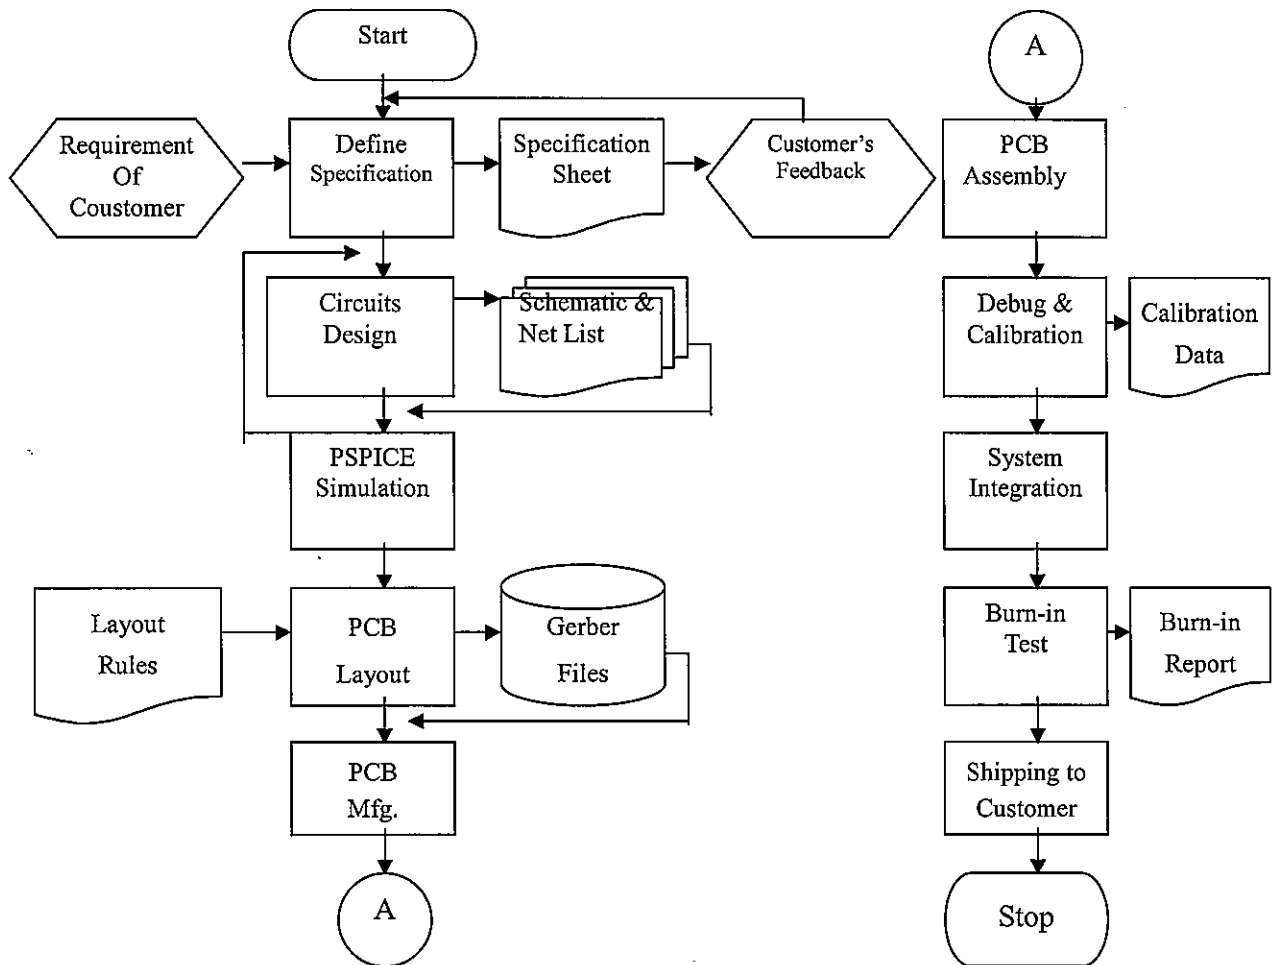 Start
Requirement
Of
Coustomer
Define
Specification
Specification
Sheet
Customer's
Feedback
Circuits
Design
Schematic &
Net List
PSPICE
Simulation
Layout
Rules
PCB
Layout
Gerber
Files
PCB
Mfg.
A
A
PCB
Assembly
Debug &
Calibration
Calibration
Data
System
Integration
Burn-in
Test
Burn-in
Report
Shipping to
Customer
Stop